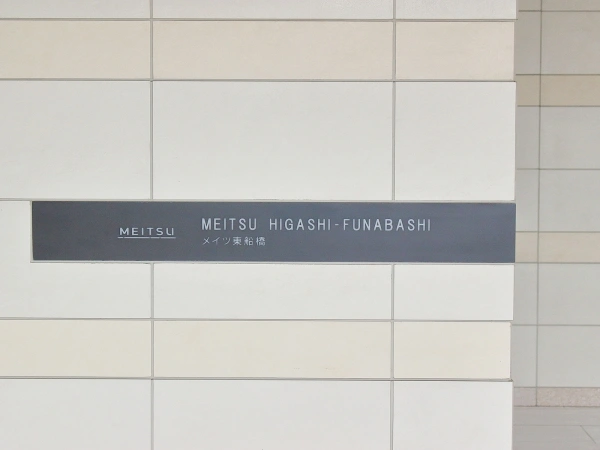 MEITSU
MEITSU HIGASHI-FUNABASHI
メイツ東船橋